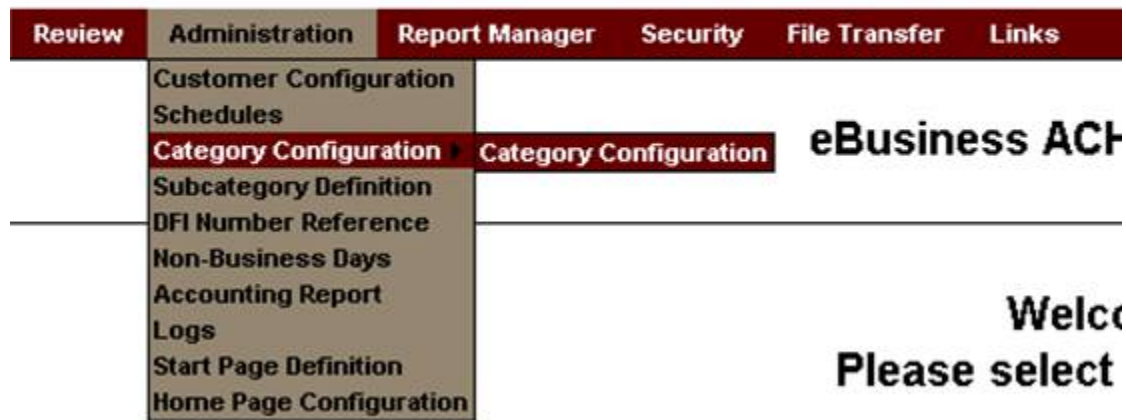 Review Administration Report Manager Security File Transfer Links
Customer Configuration
Schedules
Category Configuration Category Configuration
Subcategory Definition
DFI Number Reference
Non-Business Days
Accounting Report
Logs
Start Page Definition
Home Page Configuration
eBusiness ACH
Welco
Please select